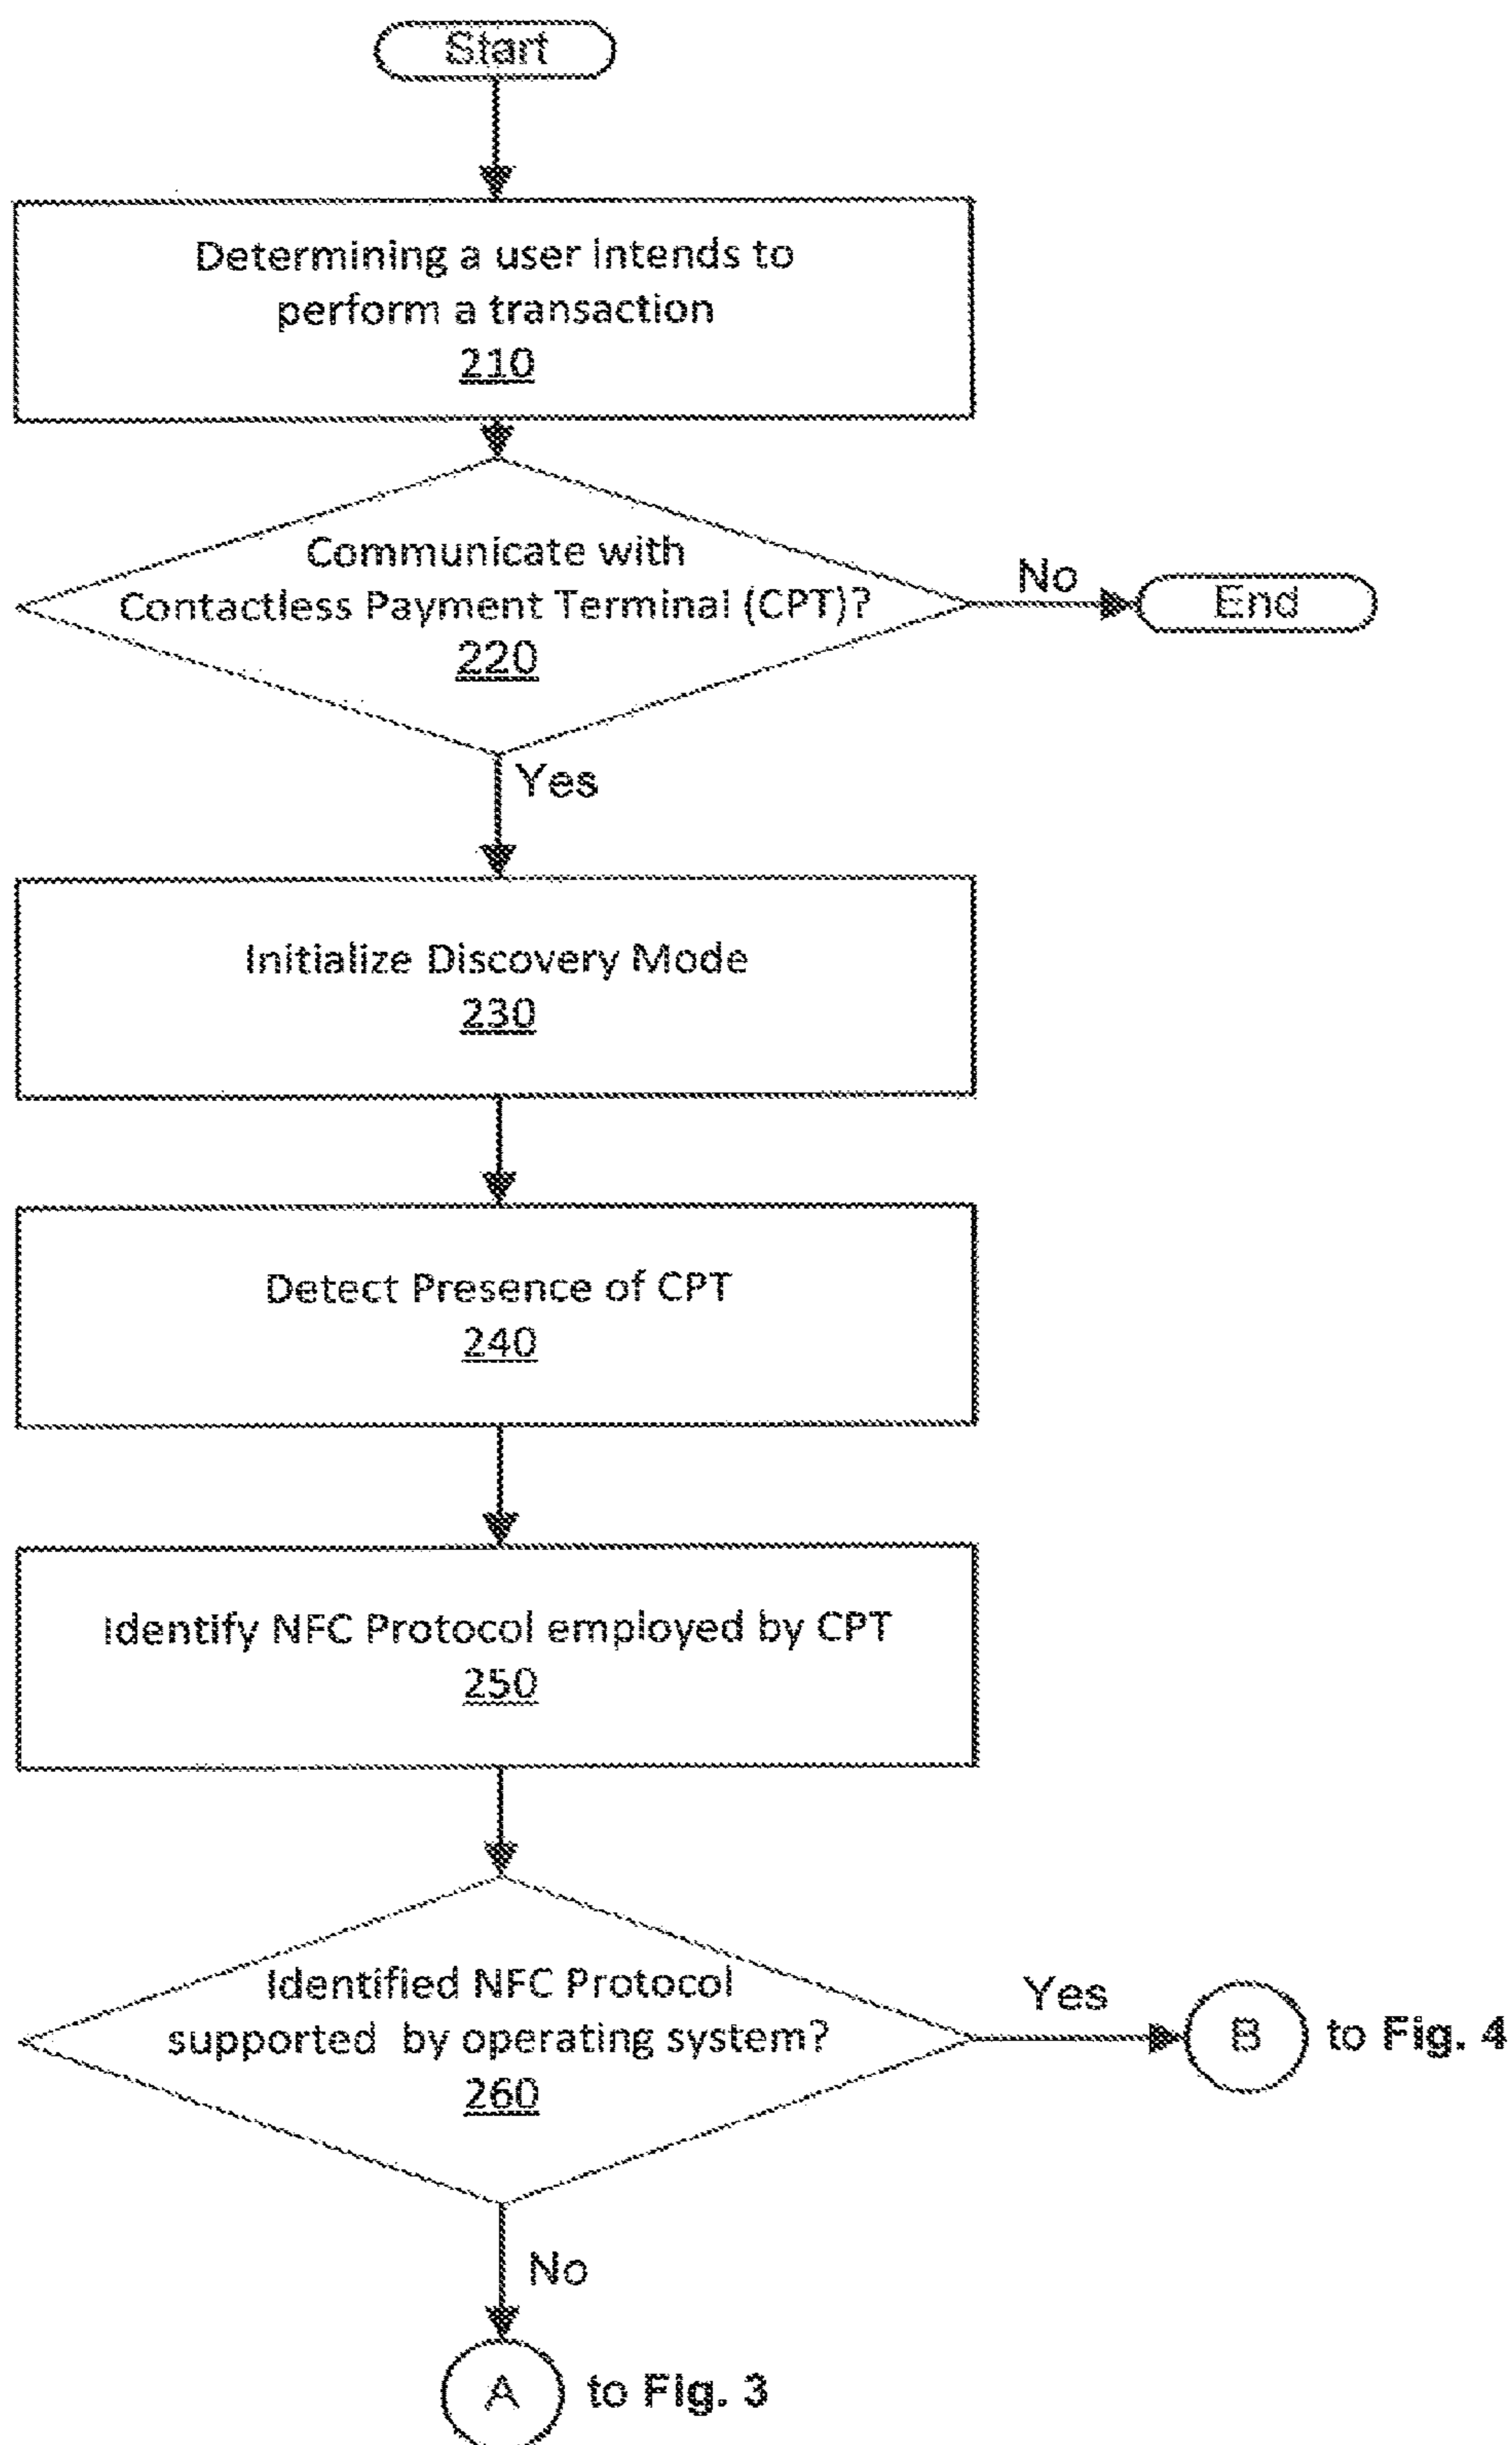 Start
Determining a user intends to
perform a transaction
210
Communicate with
Contactless Payment Terminal (CPT)?
220
No
End
Yes
Initialize Discovery Mode
230
Detect Presence of CPT
240
Identify NFC Protocol employed by CPT
250
Identified NFC Protocol
supported by operating system?
260
Yes
B
to Fig. 4
No
A
to Fig. 3